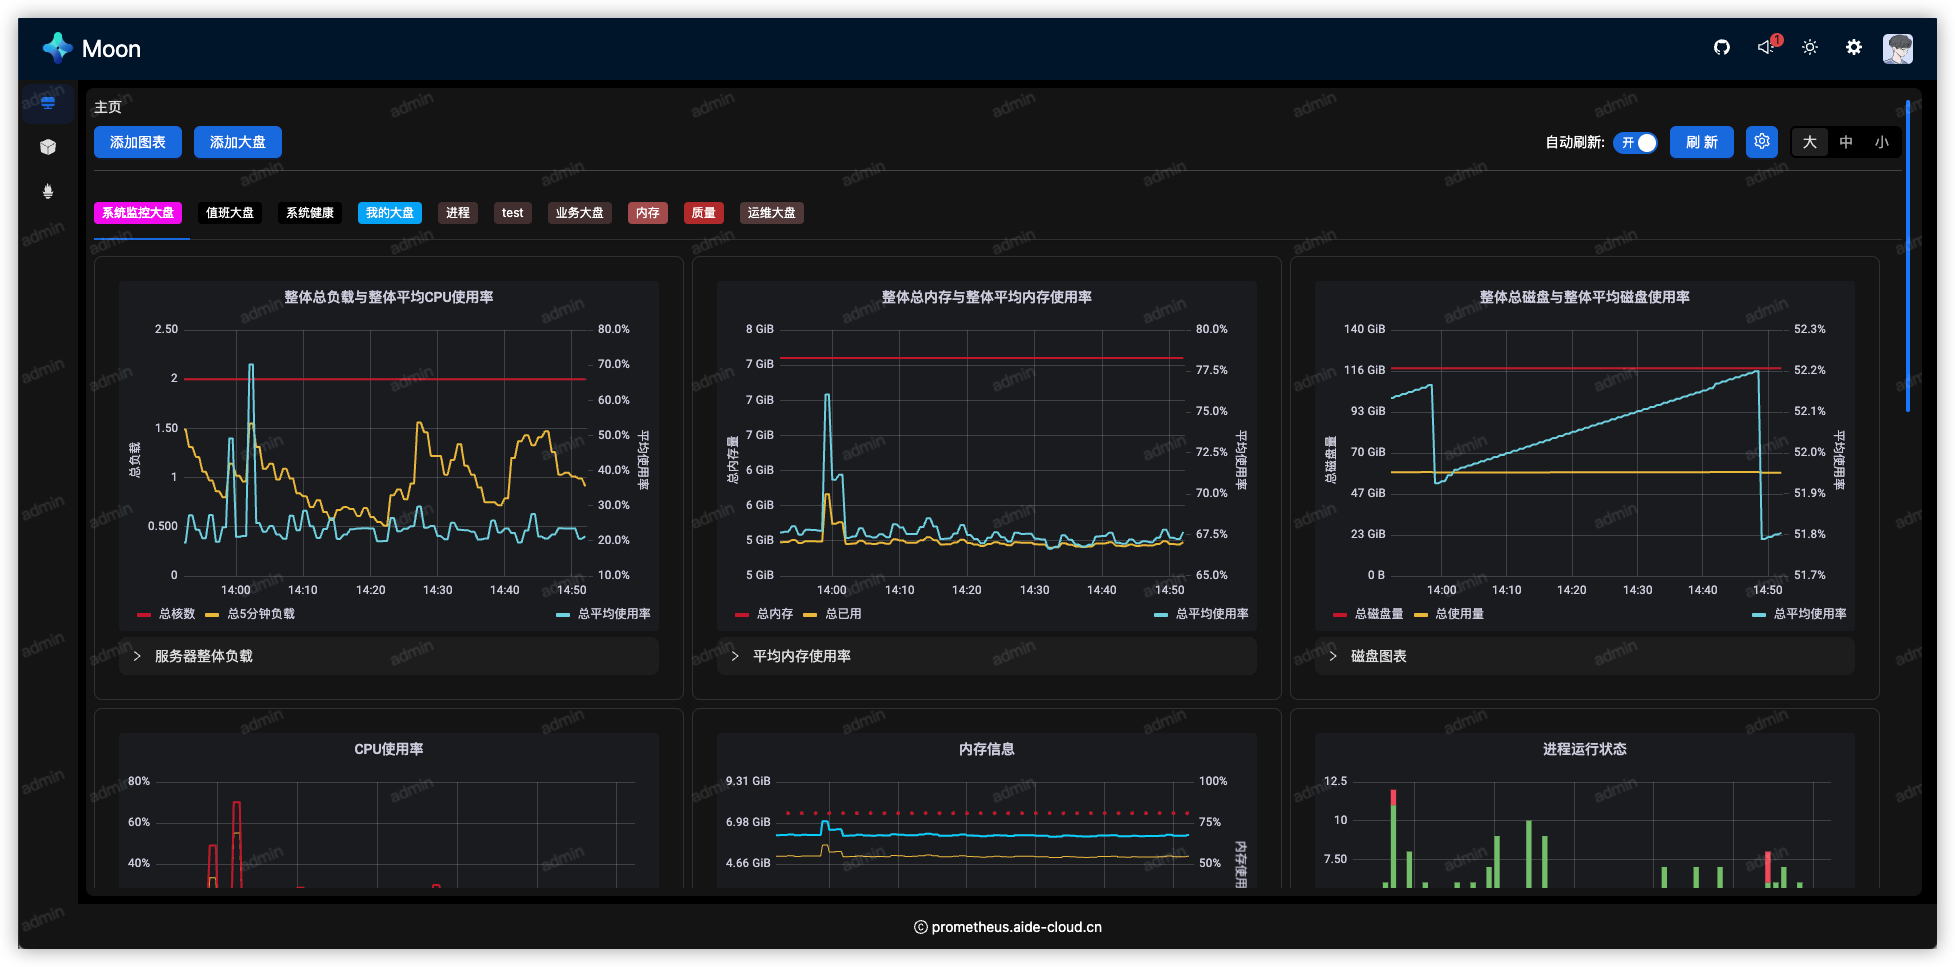 Moon
1
主页
添加图表 添加大盘 自动刷新: 开 刷 新 大 中 小
系统监控大盘 值班大盘 系统健康 我的大盘 进程 test 业务大盘 内存 质量 运维大盘
整体总负载与整体平均CPU使用率
2.50 80.0%
70.0%
2
60.0%
1.50 50.0%
40.0%
1
30.0%
0.500 20.0%
0 10.0%
总负载
平均使用率
14:00 14:10 14:20 14:30 14:40 14:50
总核数 总5分钟负载 总平均使用率
服务器整体负载
整体总内存与整体平均内存使用率
8 GiB 80.0%
7 GiB 77.5%
7 GiB 75.0%
7 GiB 72.5%
6 GiB 70.0%
6 GiB
5 GiB 67.5%
5 GiB 65.0%
总内存量
平均使用率
14:00 14:10 14:20 14:30 14:40 14:50
总内存 总已用 总平均使用率
平均内存使用率
整体总磁盘与整体平均磁盘使用率
140 GiB 52.3%
116 GiB 52.2%
93 GiB 52.1%
70 GiB 52.0%
47 GiB 51.9%
23 GiB 51.8%
0 B 51.7%
总磁盘量
平均使用率
14:00 14:10 14:20 14:30 14:40 14:50
总磁盘量 总使用量 总平均使用率
磁盘图表
CPU使用率
80%
60%
40%
内存信息
9.31 GiB 100%
6.98 GiB 75%
4.66 GiB 50%
内存使用
进程运行状态
12.5
10
7.50
© prometheus.aide-cloud.cn
admin